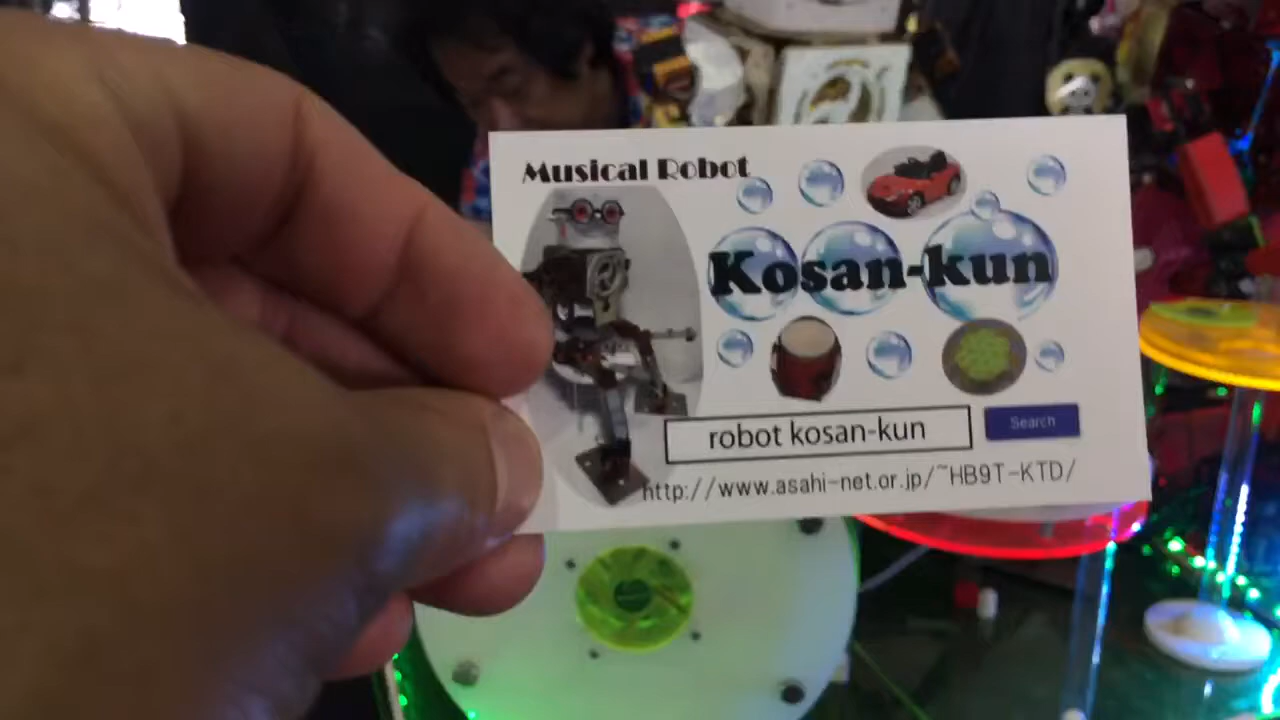 Musical Robot
Kosan-kun
robot kosan-kun
Search
http://www.asahi-net.or.jp/~HB9T-KTD/